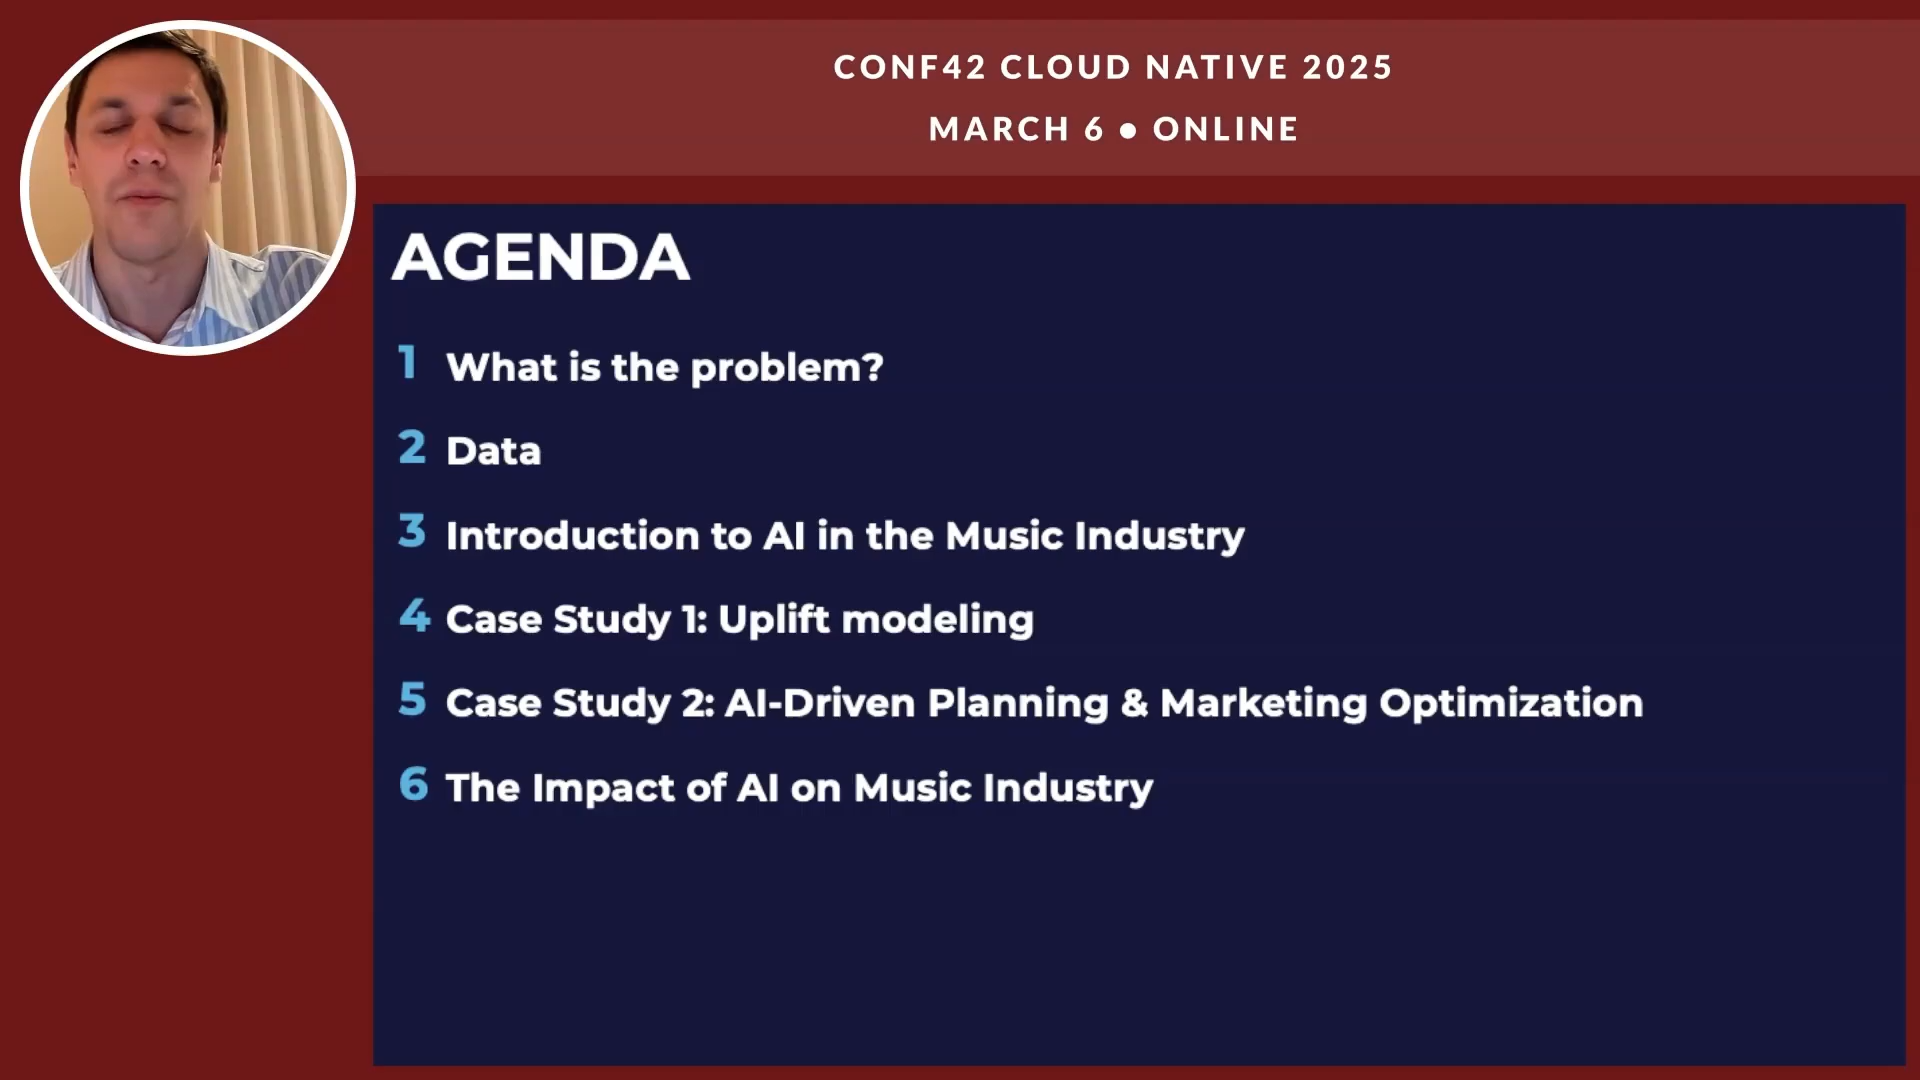 CONF42 CLOUD NATIVE 2025
MARCH 6 ● ONLINE
AGENDA
1 What is the problem?
2 Data
3 Introduction to AI in the Music Industry
4 Case Study 1: Uplift modeling
5 Case Study 2: AI-Driven Planning & Marketing Optimization
6 The Impact of AI on Music Industry